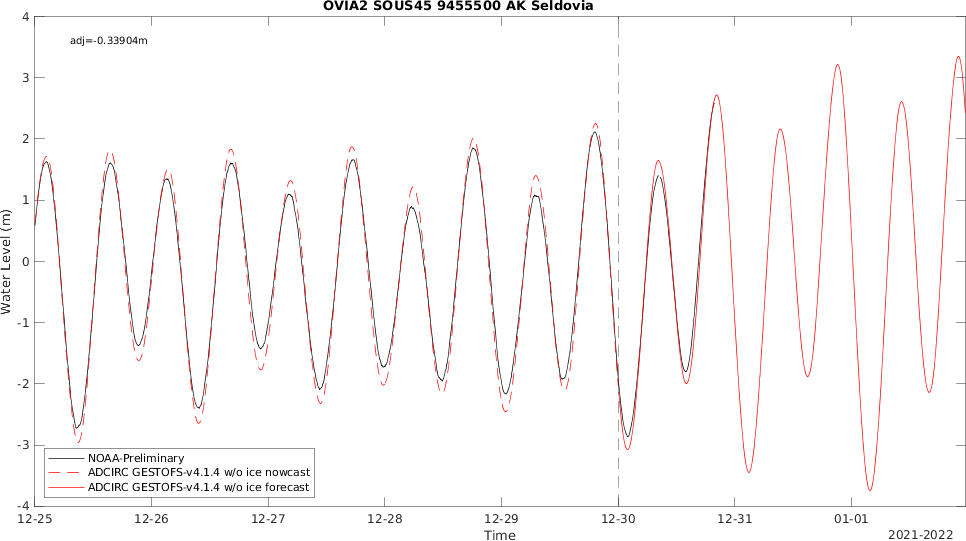 OVIA2 SOUS45 9455500 AK Seldovia
adj=-0.33904m
4
3
2
1
0
-1
-2
-3
-4
Water Level (m)
NOAA-Preliminary
ADCIRC GESTOFS-v4.1.4 w/o ice nowcast
ADCIRC GESTOFS-v4.1.4 w/o ice forecast
12-25 12-26 12-27 12-28 12-29 12-30 12-31 01-01
Time
2021-2022